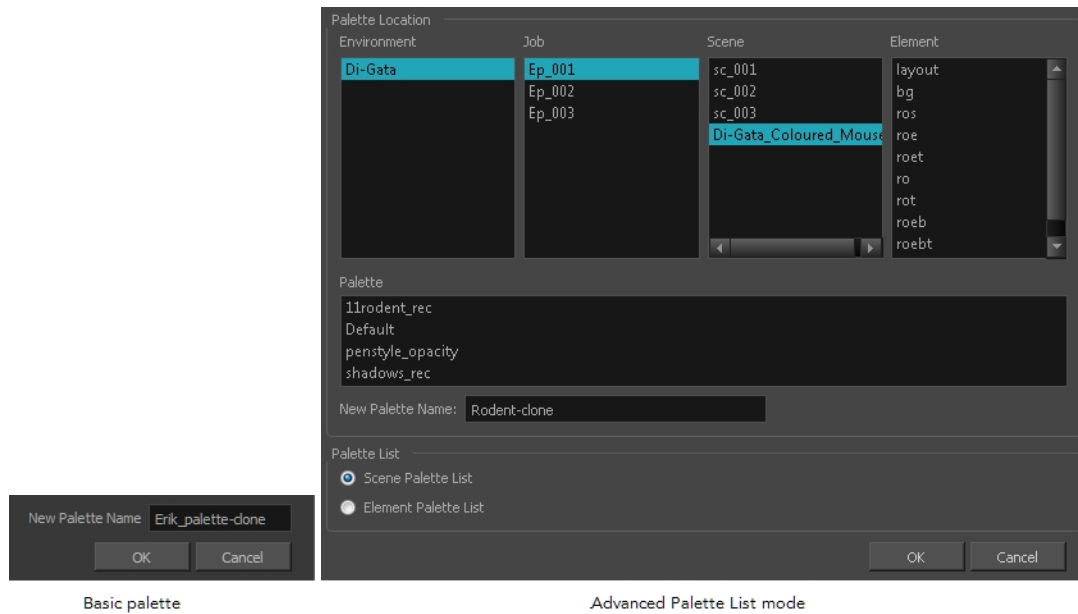 Palette Location
Environment
Job
Scene
Element
Di-Gata
Ep_001
Ep_002
Ep_003
sc_001
sc_002
sc_003
Di-Gata_Coloured_Mouse
layout
bg
ros
roe
roet
ro
rot
roeb
roebt
Palette
11rodent_rec
Default
penstyle_opacity
shadows_rec
New Palette Name: Rodent-clone
Palette List
Scene Palette List
Element Palette List
OK Cancel
New Palette Name Erik_palette-clone
OK Cancel
Basic palette
Advanced Palette List mode